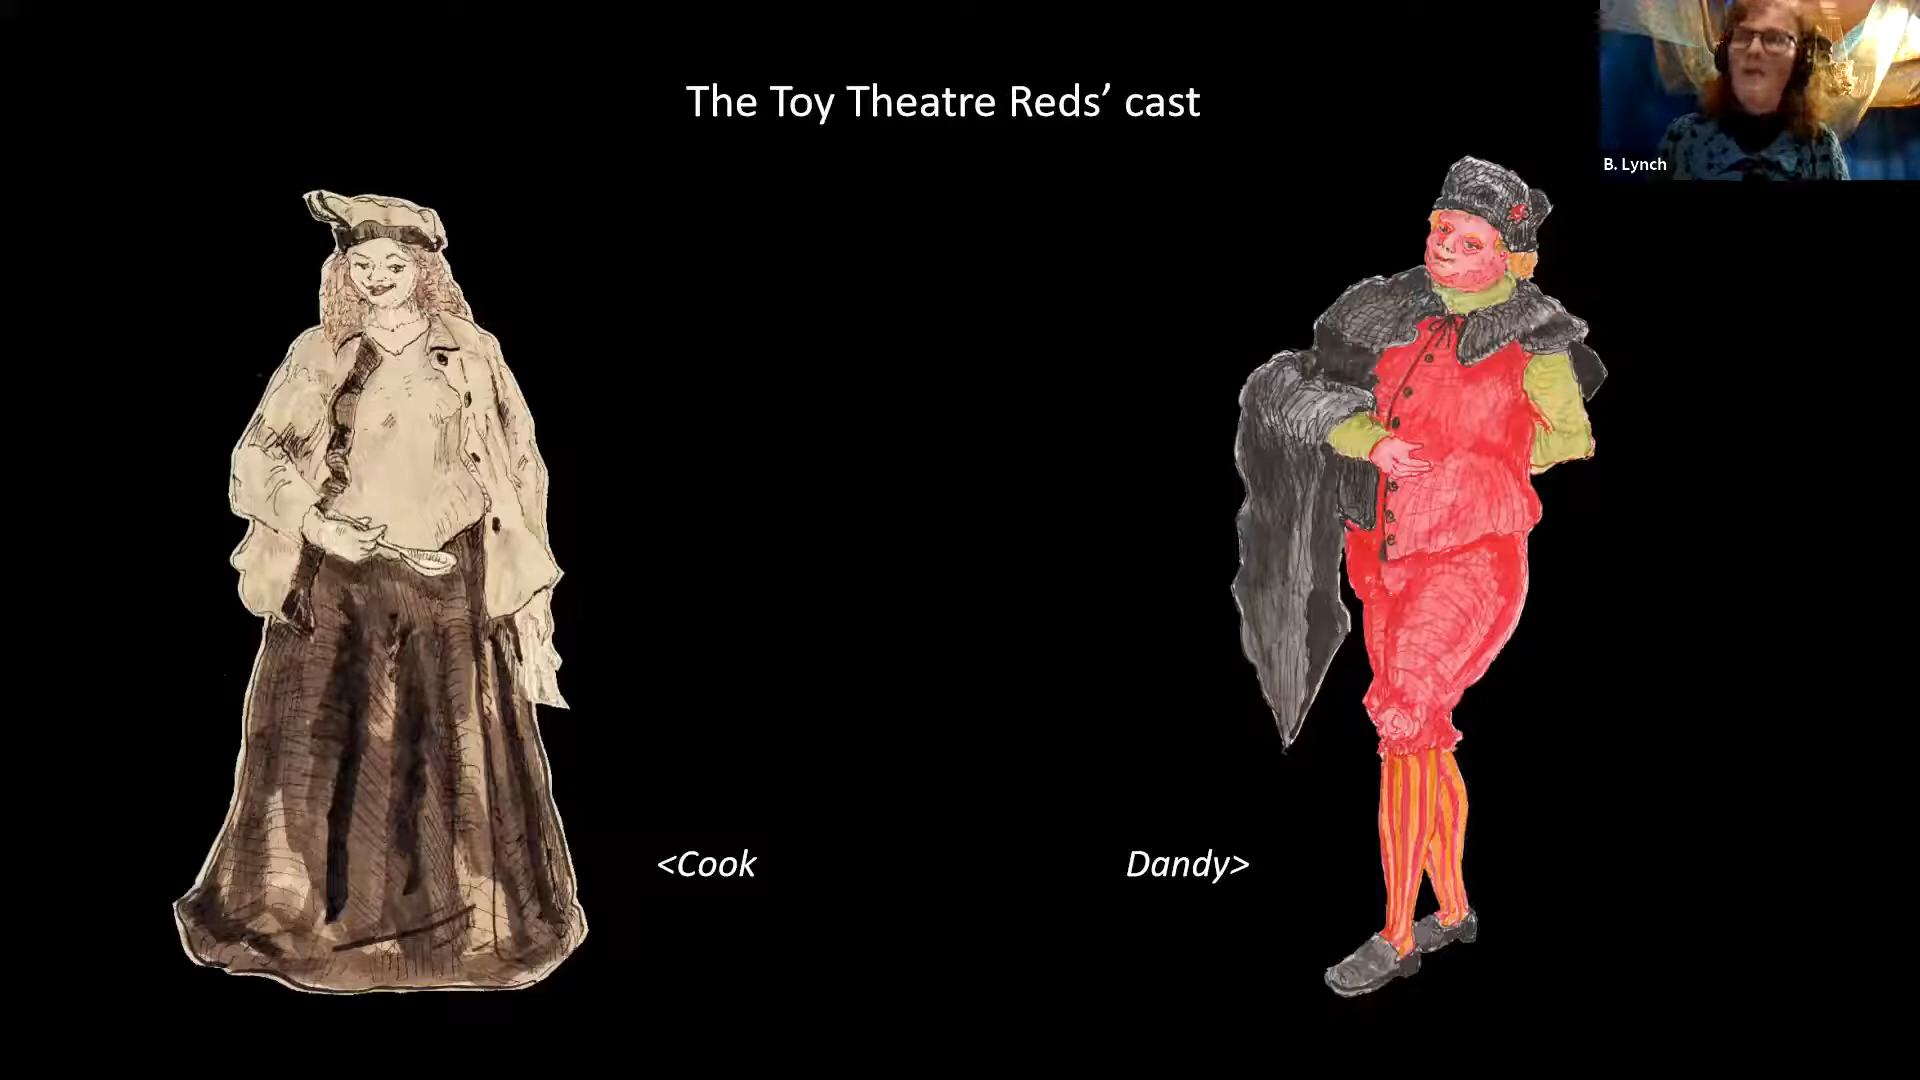 The Toy Theatre Reds’ cast
B. Lynch
<Cook
Dandy>